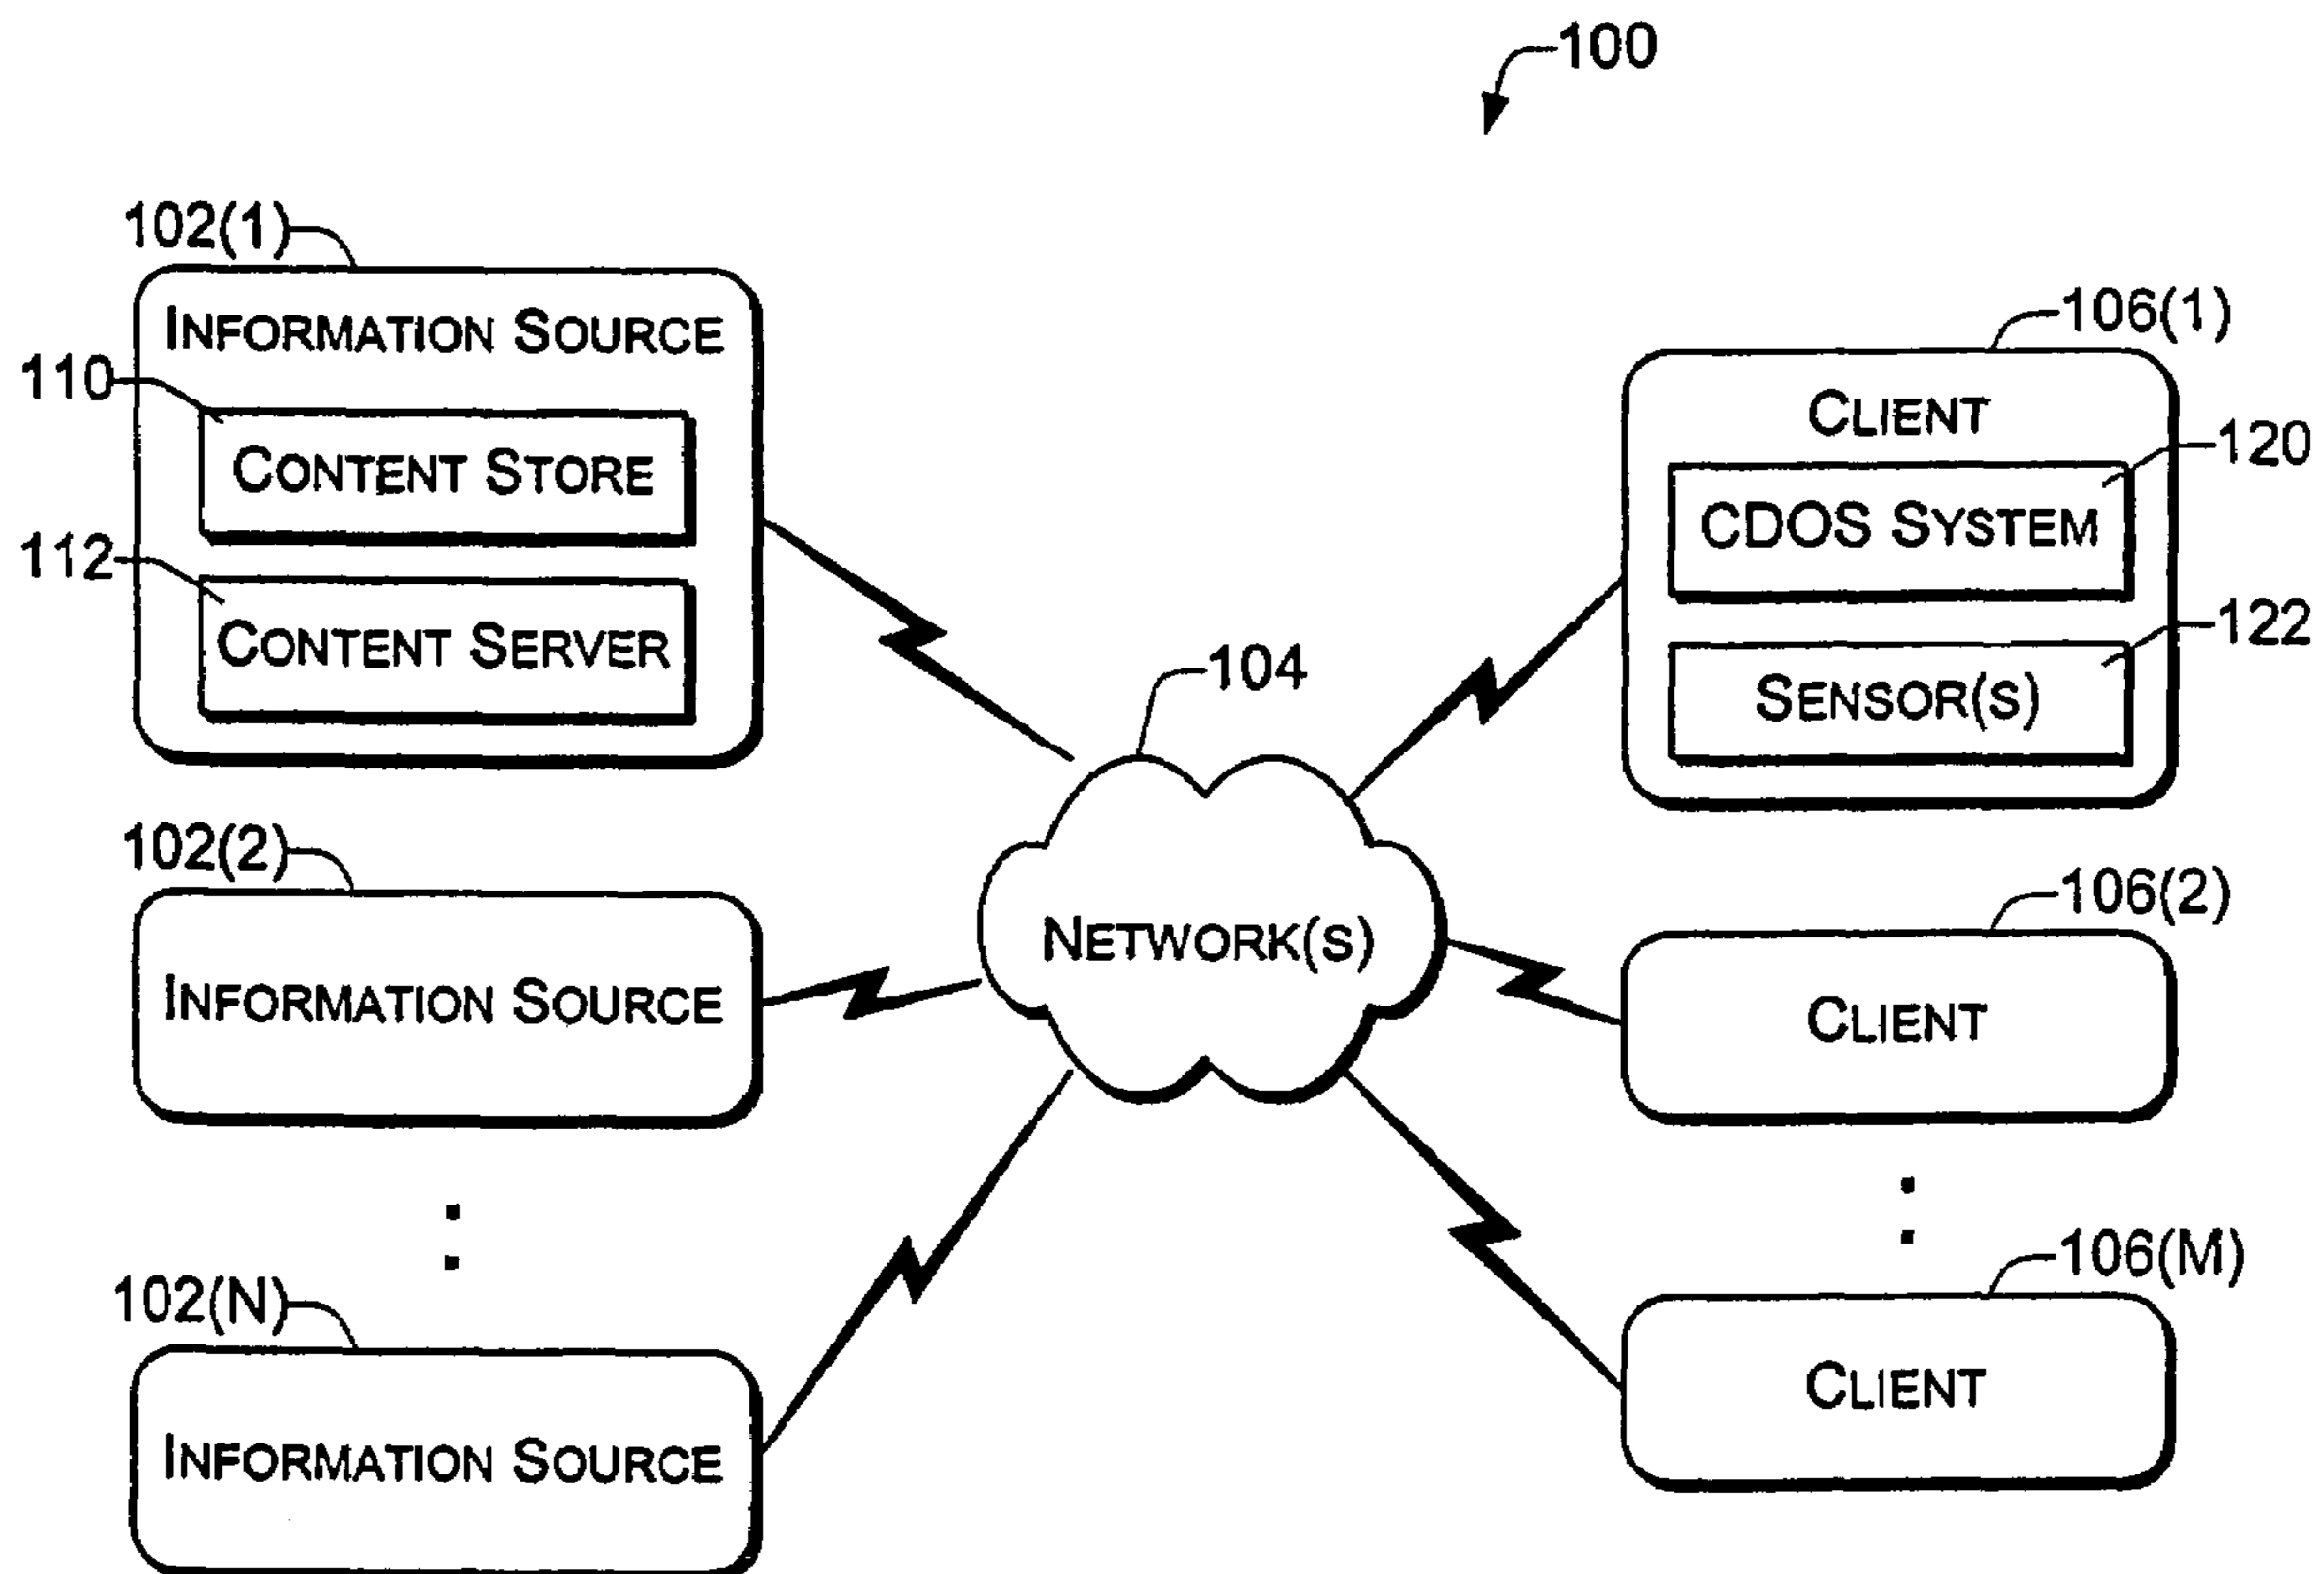 100
102(1)
INFORMATION SOURCE
110
CONTENT STORE
112
CONTENT SERVER
106(1)
CLIENT
120
CDOS SYSTEM
122
SENSOR(S)
104
NETWORK(S)
102(2)
INFORMATION SOURCE
106(2)
CLIENT
102(N)
INFORMATION SOURCE
106(M)
CLIENT